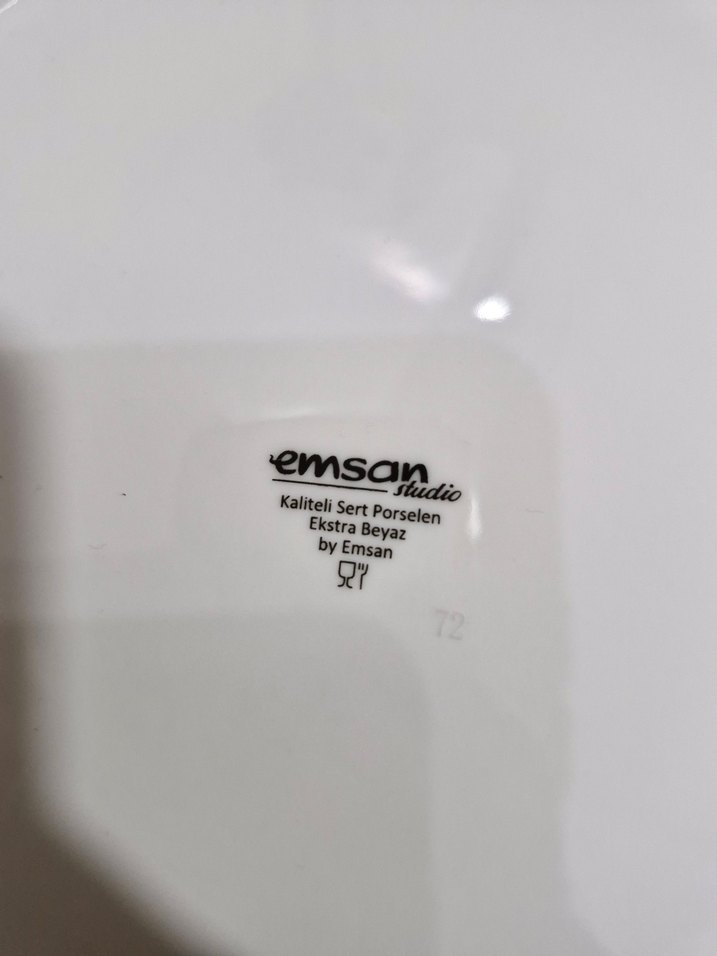 emsan
studio
Kaliteli Sert Porselen
Ekstra Beyaz
by Emsan
72